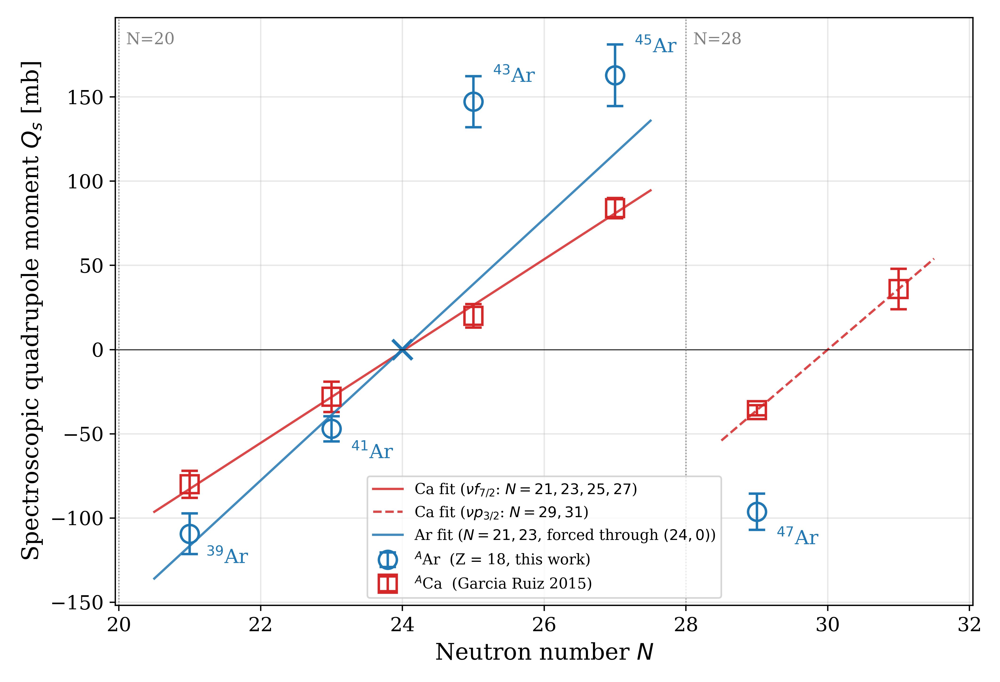 N=20
N=28
⁴⁵Ar
⁴³Ar
⁴¹Ar
³⁹Ar
⁴⁷Ar
Spectroscopic quadrupole moment Qₛ [mb]
150
100
50
0
−50
−100
−150
Ca fit (νf₇/₂: N = 21, 23, 25, 27)
Ca fit (νp₃/₂: N = 29, 31)
Ar fit (N = 21, 23, forced through (24, 0))
ᴬAr (Z = 18, this work)
ᴬCa (Garcia Ruiz 2015)
20 22 24 26 28 30 32
Neutron number N